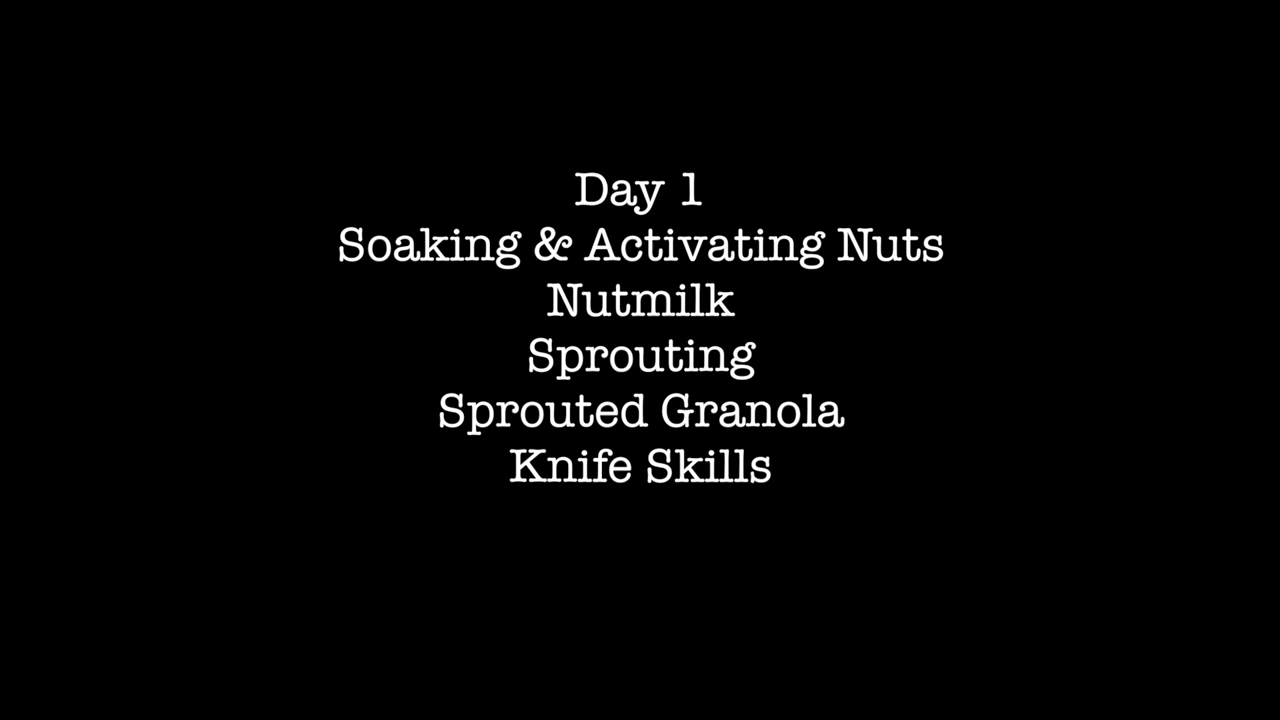 Day 1
Soaking & Activating Nuts
Nutmilk
Sprouting
Sprouted Granola
Knife Skills